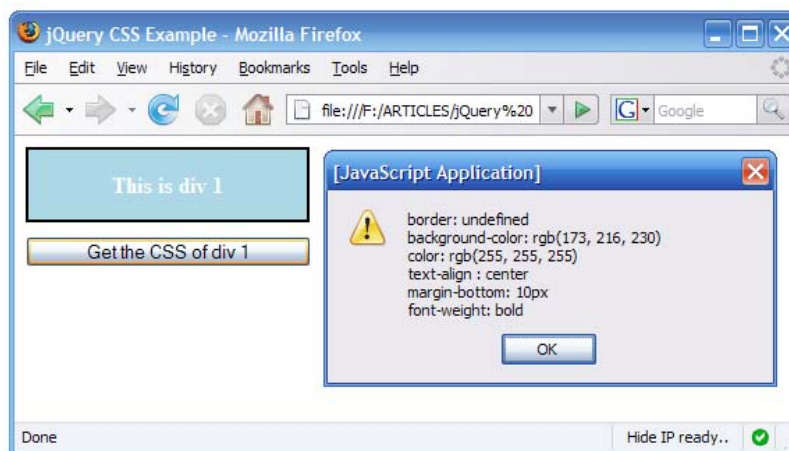 jQuery CSS Example - Mozilla Firefox
File Edit View History Bookmarks Tools Help
file:///F:/ARTICLES/jQuery%20 G Google
This is div 1
Get the CSS of div 1
[JavaScript Application]
border: undefined
background-color: rgb(173, 216, 230)
color: rgb(255, 255, 255)
text-align : center
margin-bottom: 10px
font-weight: bold
OK
Done Hide IP ready..